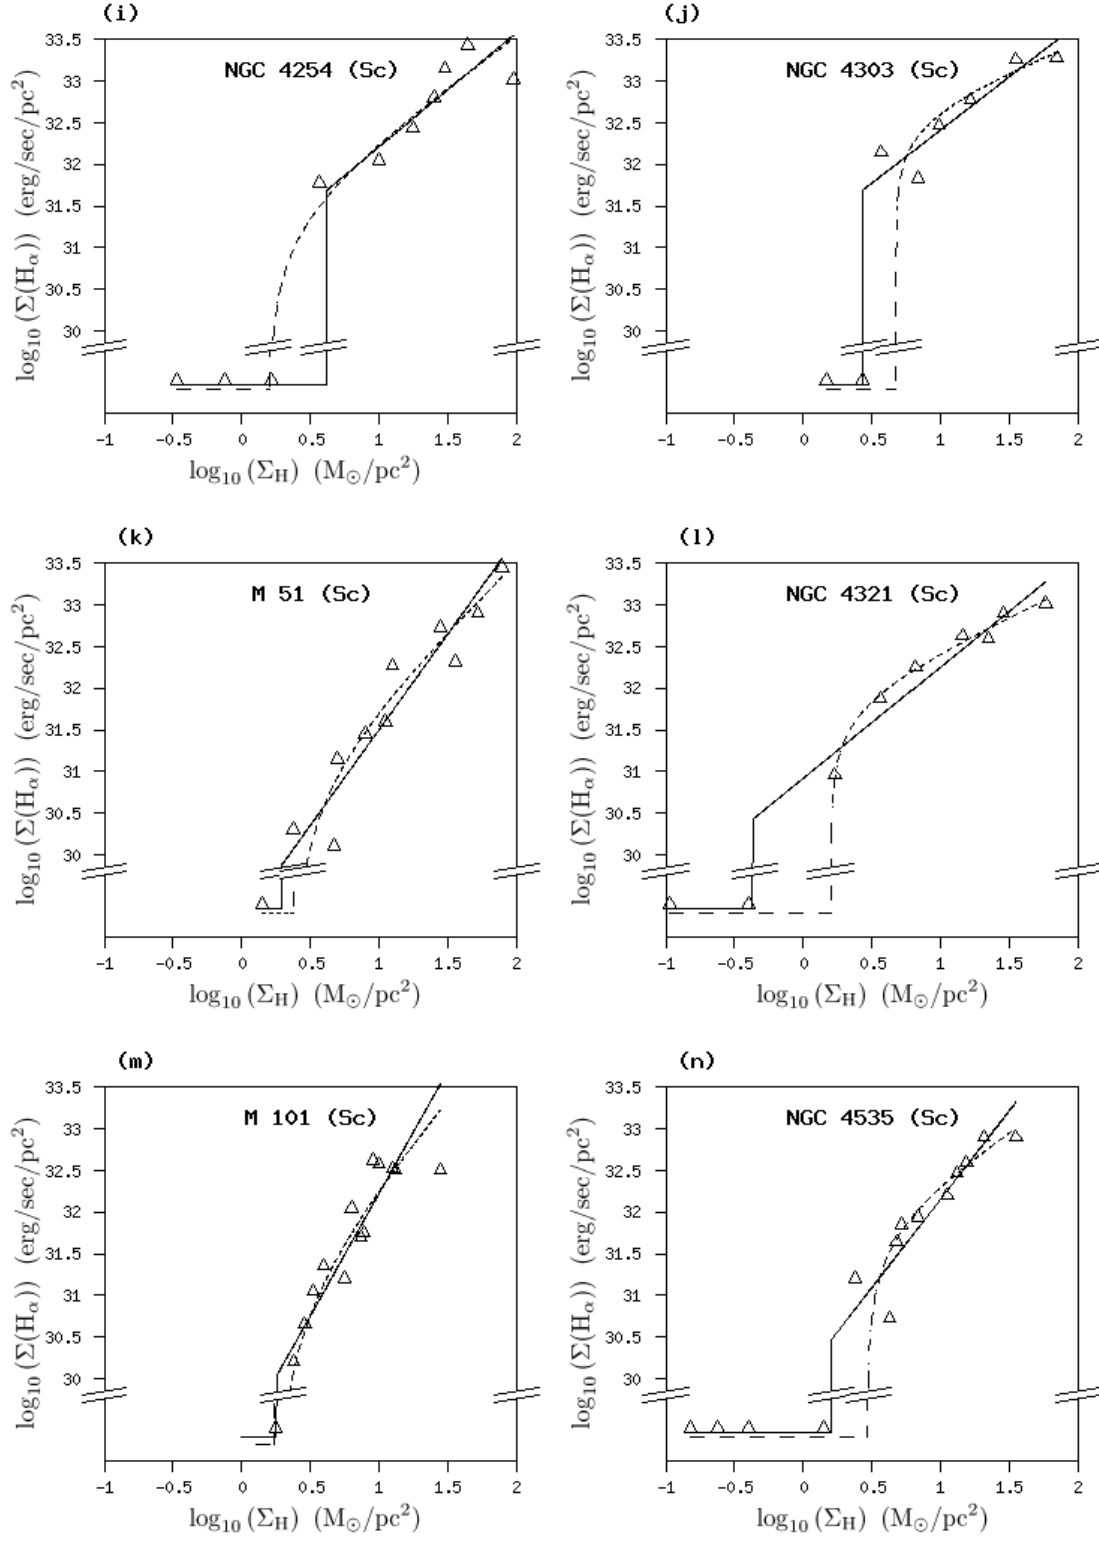 (i)
NGC 4254 (Sc)
33.5
33
32.5
32
31.5
31
30.5
30
log₁₀(Σ(Hα)) (erg/sec/pc²)
-1 -0.5 0 0.5 1 1.5 2
log₁₀(Σ_H) (M⊙/pc²)
(j)
NGC 4303 (Sc)
33.5
33
32.5
32
31.5
31
30.5
30
log₁₀(Σ(Hα)) (erg/sec/pc²)
-1 -0.5 0 0.5 1 1.5 2
(k)
M 51 (Sc)
33.5
33
32.5
32
31.5
31
30.5
30
log₁₀(Σ(Hα)) (erg/sec/pc²)
-1 -0.5 0 0.5 1 1.5 2
log₁₀(Σ_H) (M⊙/pc²)
(l)
NGC 4321 (Sc)
33.5
33
32.5
32
31.5
31
30.5
30
log₁₀(Σ(Hα)) (erg/sec/pc²)
-1 -0.5 0 0.5 1 1.5 2
log₁₀(Σ_H) (M⊙/pc²)
(m)
M 101 (Sc)
33.5
33
32.5
32
31.5
31
30.5
30
log₁₀(Σ(Hα)) (erg/sec/pc²)
-1 -0.5 0 0.5 1 1.5 2
log₁₀(Σ_H) (M⊙/pc²)
(n)
NGC 4535 (Sc)
33.5
33
32.5
32
31.5
31
30.5
30
log₁₀(Σ(Hα)) (erg/sec/pc²)
-1 -0.5 0 0.5 1 1.5 2
log₁₀(Σ_H) (M⊙/pc²)